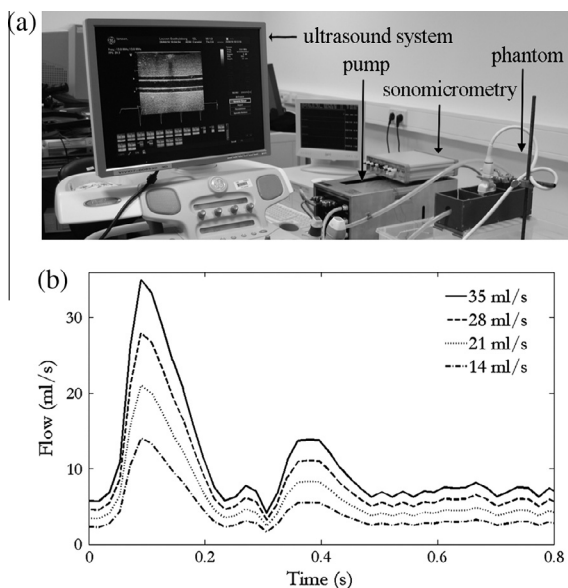 (a)
ultrasound system
pump
sonomicrometry
phantom
(b)
35 ml/s
28 ml/s
21 ml/s
14 ml/s
Flow (ml/s)
30
20
10
0
0
0.2
0.4
0.6
0.8
Time (s)